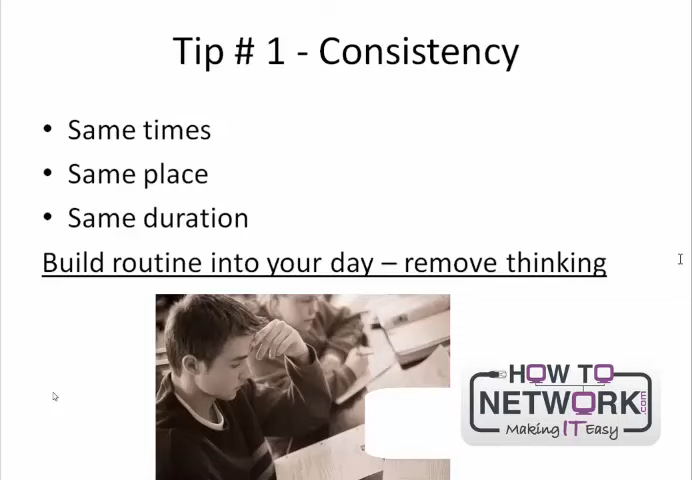 Tip # 1 - Consistency
• Same times
• Same place
• Same duration
Build routine into your day – remove thinking
HOW TO
NETWORK.com
Making IT Easy